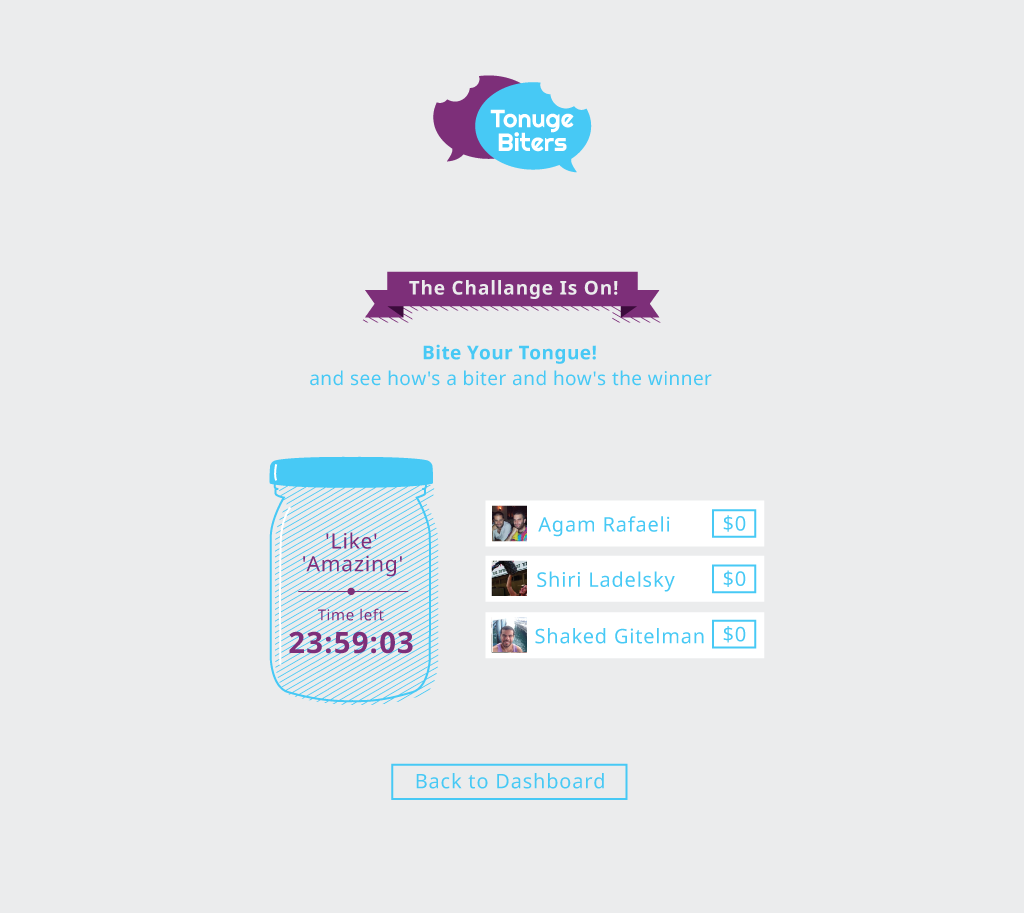 Tonuge
Biters
The Challange Is On!
Bite Your Tongue!
and see how's a biter and how's the winner
'Like'
'Amazing'
Time left
23:59:03
Agam Rafaeli
$0
Shiri Ladelsky
$0
Shaked Gitelman
$0
Back to Dashboard